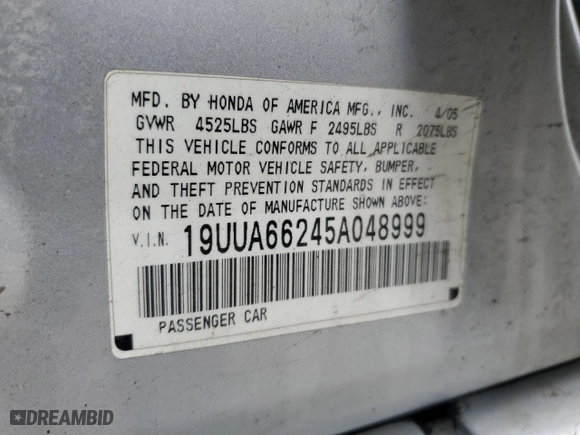 MFD. BY HONDA OF AMERICA MFG., INC. 4/05
GVWR 4525LBS GAWR F 2495LBS R 2075LBS
THIS VEHICLE CONFORMS TO ALL APPLICABLE
FEDERAL MOTOR VEHICLE SAFETY, BUMPER,
AND THEFT PREVENTION STANDARDS IN EFFECT
ON THE DATE OF MANUFACTURE SHOWN ABOVE:
V.I.N. 19UUA66245A048999
PASSENGER CAR
DREAMBID